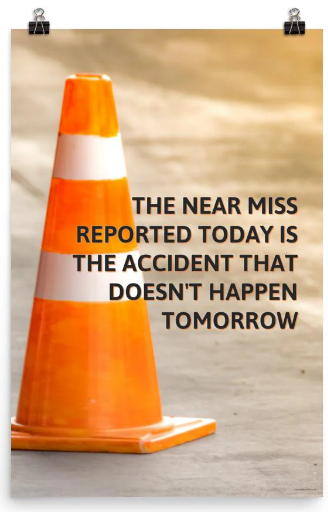 THE NEAR MISS
REPORTED TODAY IS
THE ACCIDENT THAT
DOESN'T HAPPEN
TOMORROW